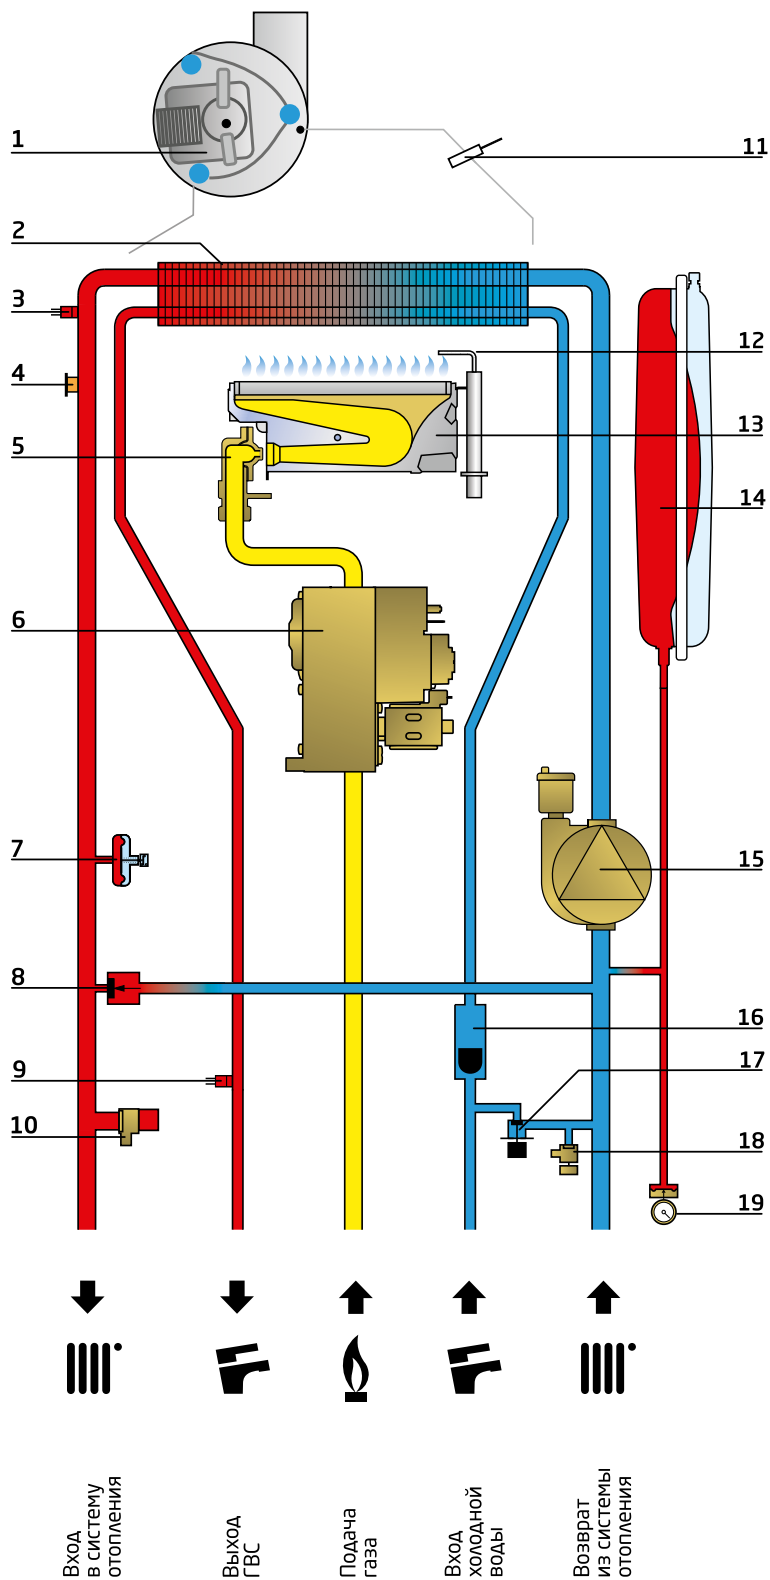 1
11
2
3
12
4
13
5
14
6
7
15
8
16
9
17
10
18
19
Вход
в систему
отопления
Выход
ГВС
Подача
газа
Вход
холодной
воды
Возврат
из системы
отопления